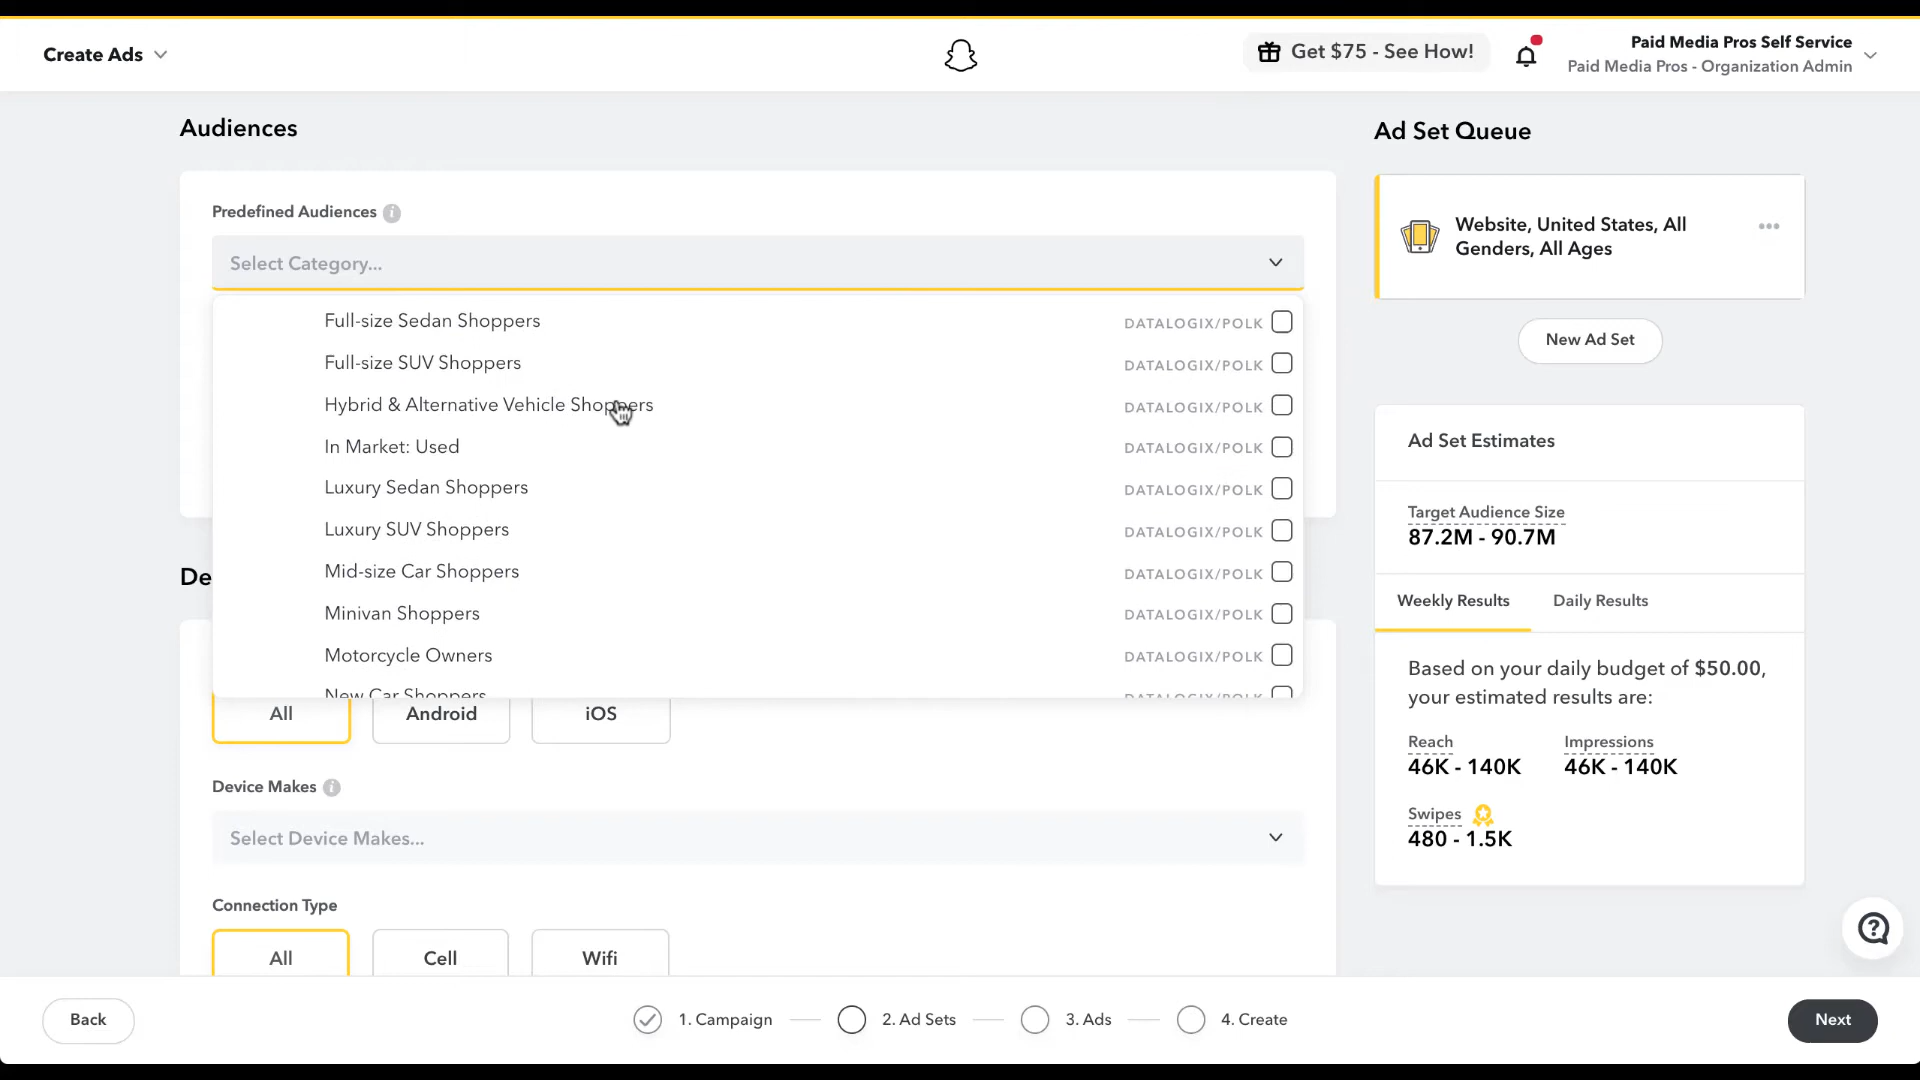 Create Ads
Get $75 - See How!
Paid Media Pros Self Service
Paid Media Pros - Organization Admin
Audiences
Predefined Audiences
Select Category...
Full-size Sedan Shoppers DATALOGIX/POLK
Full-size SUV Shoppers DATALOGIX/POLK
Hybrid & Alternative Vehicle Shoppers DATALOGIX/POLK
In Market: Used DATALOGIX/POLK
Luxury Sedan Shoppers DATALOGIX/POLK
Luxury SUV Shoppers DATALOGIX/POLK
Mid-size Car Shoppers DATALOGIX/POLK
Minivan Shoppers DATALOGIX/POLK
Motorcycle Owners DATALOGIX/POLK
New Car Shoppers DATALOGIX/POLK
De
All Android iOS
Device Makes
Select Device Makes...
Connection Type
All Cell Wifi
Ad Set Queue
Website, United States, All
Genders, All Ages
New Ad Set
Ad Set Estimates
Target Audience Size
87.2M - 90.7M
Weekly Results Daily Results
Based on your daily budget of $50.00,
your estimated results are:
Reach Impressions
46K - 140K 46K - 140K
Swipes
480 - 1.5K
Back
1. Campaign 2. Ad Sets 3. Ads 4. Create
Next